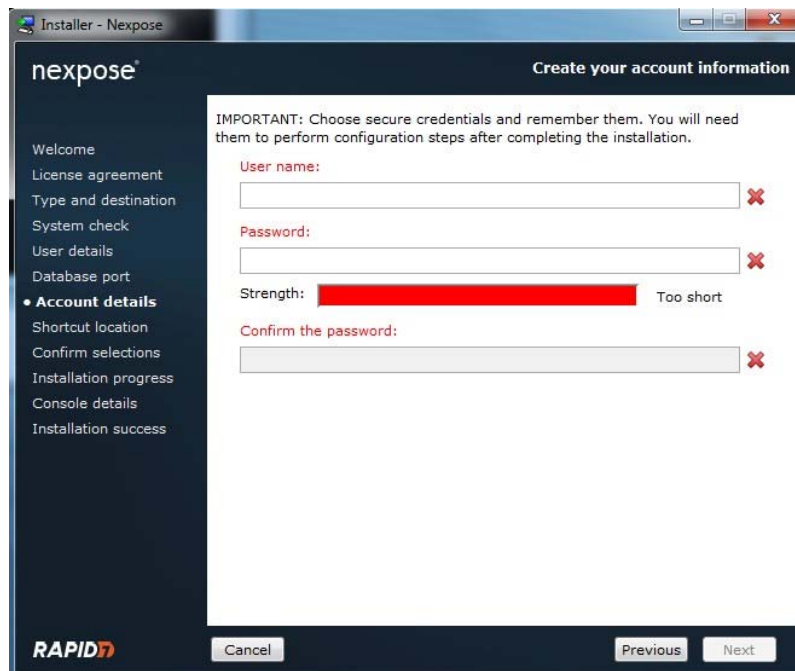 Installer - Nexpose
nexpose®
Create your account information
IMPORTANT: Choose secure credentials and remember them. You will need
them to perform configuration steps after completing the installation.
Welcome
License agreement
Type and destination
System check
User details
Database port
• Account details
Shortcut location
Confirm selections
Installation progress
Console details
Installation success
User name:
Password:
Strength:
Too short
Confirm the password:
RAPID7
Cancel
Previous
Next